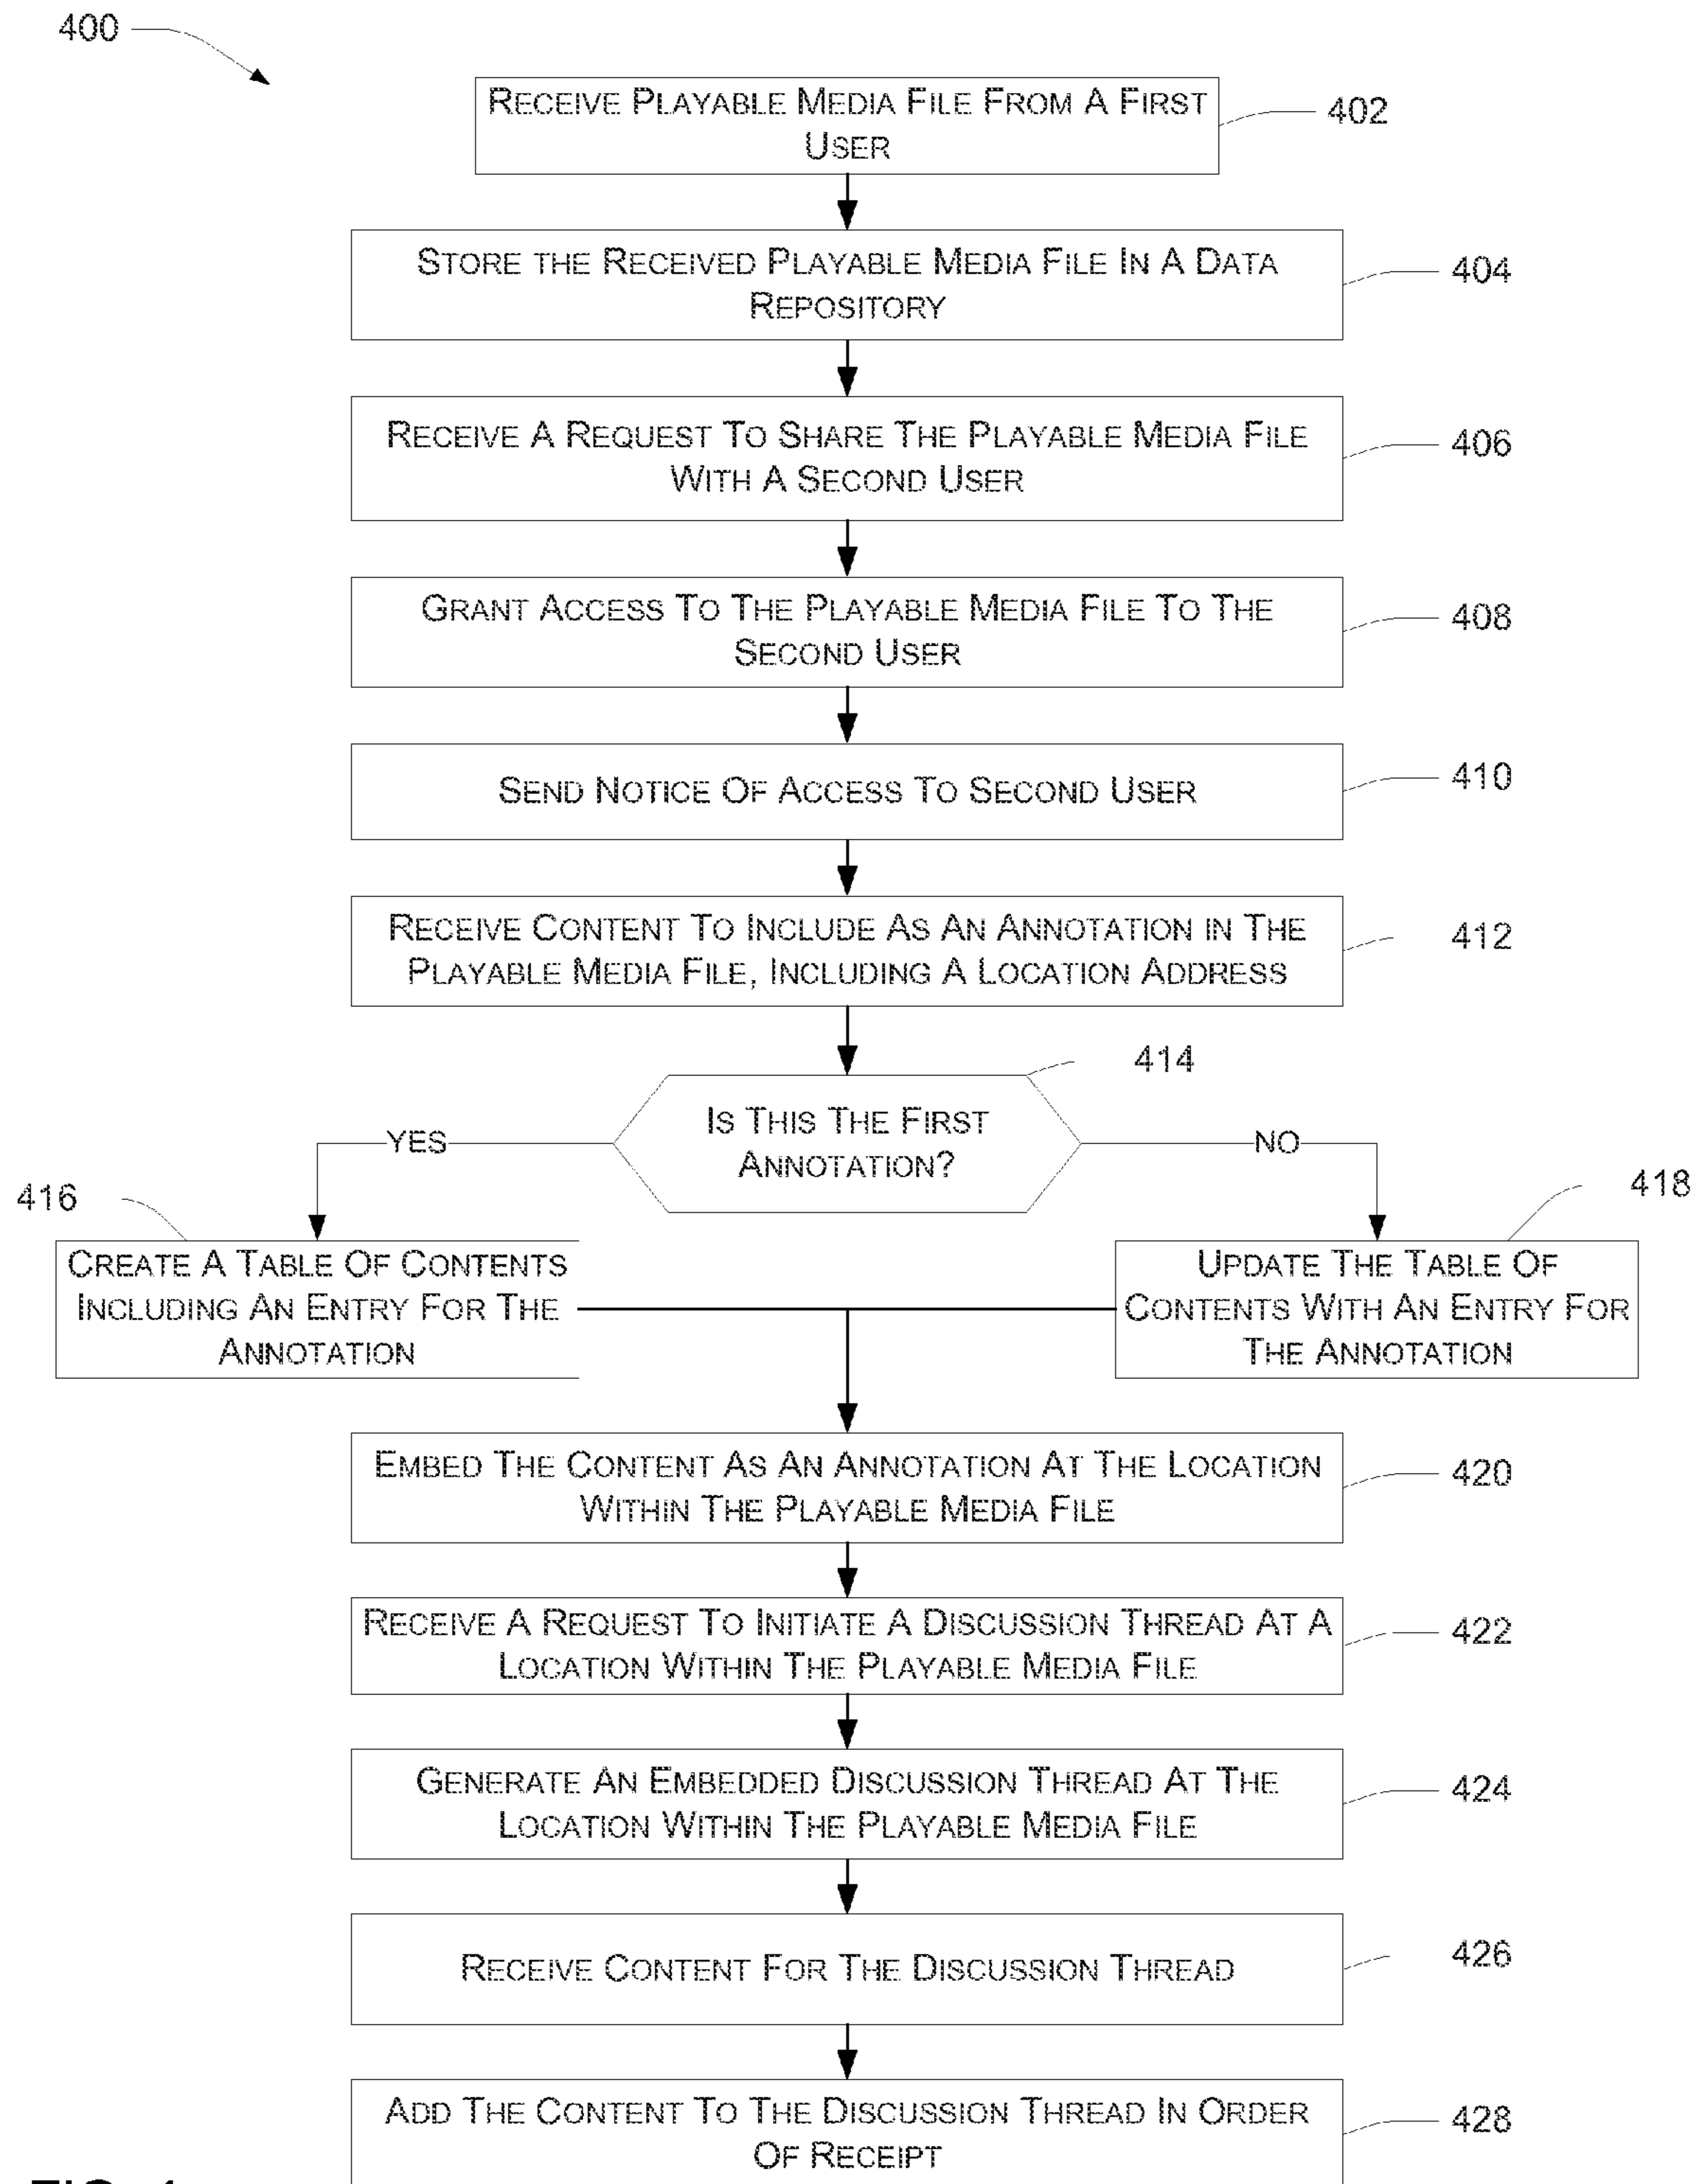 400
RECEIVE PLAYABLE MEDIA FILE FROM A FIRST
USER
402
STORE THE RECEIVED PLAYABLE MEDIA FILE IN A DATA
REPOSITORY
404
RECEIVE A REQUEST TO SHARE THE PLAYABLE MEDIA FILE
WITH A SECOND USER
406
GRANT ACCESS TO THE PLAYABLE MEDIA FILE TO THE
SECOND USER
408
SEND NOTICE OF ACCESS TO SECOND USER
410
RECEIVE CONTENT TO INCLUDE AS AN ANNOTATION IN THE
PLAYABLE MEDIA FILE, INCLUDING A LOCATION ADDRESS
412
414
IS THIS THE FIRST
ANNOTATION?
YES
NO
416
CREATE A TABLE OF CONTENTS
INCLUDING AN ENTRY FOR THE
ANNOTATION
418
UPDATE THE TABLE OF
CONTENTS WITH AN ENTRY FOR
THE ANNOTATION
EMBED THE CONTENT AS AN ANNOTATION AT THE LOCATION
WITHIN THE PLAYABLE MEDIA FILE
420
RECEIVE A REQUEST TO INITIATE A DISCUSSION THREAD AT A
LOCATION WITHIN THE PLAYABLE MEDIA FILE
422
GENERATE AN EMBEDDED DISCUSSION THREAD AT THE
LOCATION WITHIN THE PLAYABLE MEDIA FILE
424
RECEIVE CONTENT FOR THE DISCUSSION THREAD
426
ADD THE CONTENT TO THE DISCUSSION THREAD IN ORDER
OF RECEIPT
428